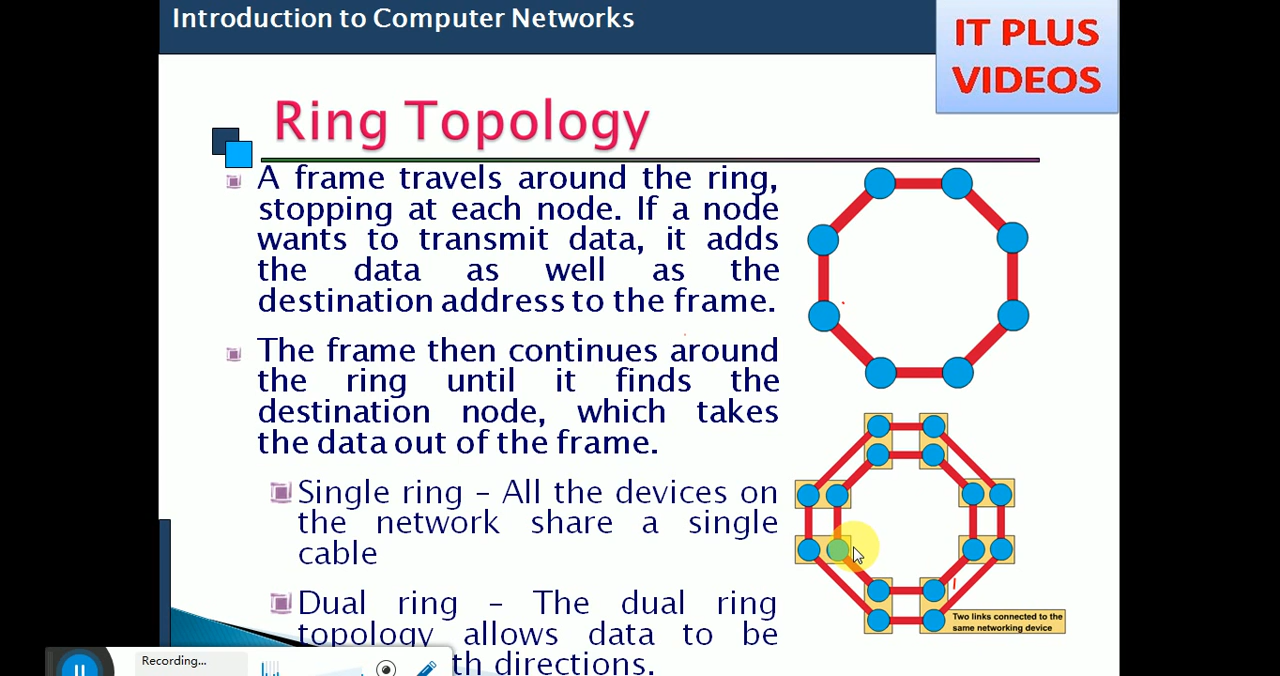 Introduction to Computer Networks
IT PLUS
VIDEOS
Ring Topology
A frame travels around the ring,
stopping at each node. If a node
wants to transmit data, it adds
the data as well as the
destination address to the frame.
The frame then continues around
the ring until it finds the
destination node, which takes
the data out of the frame.
Single ring – All the devices on
the network share a single
cable
Dual ring – The dual ring
topology allows data to be
th directions.
Two links connected to the
same networking device
Recording...